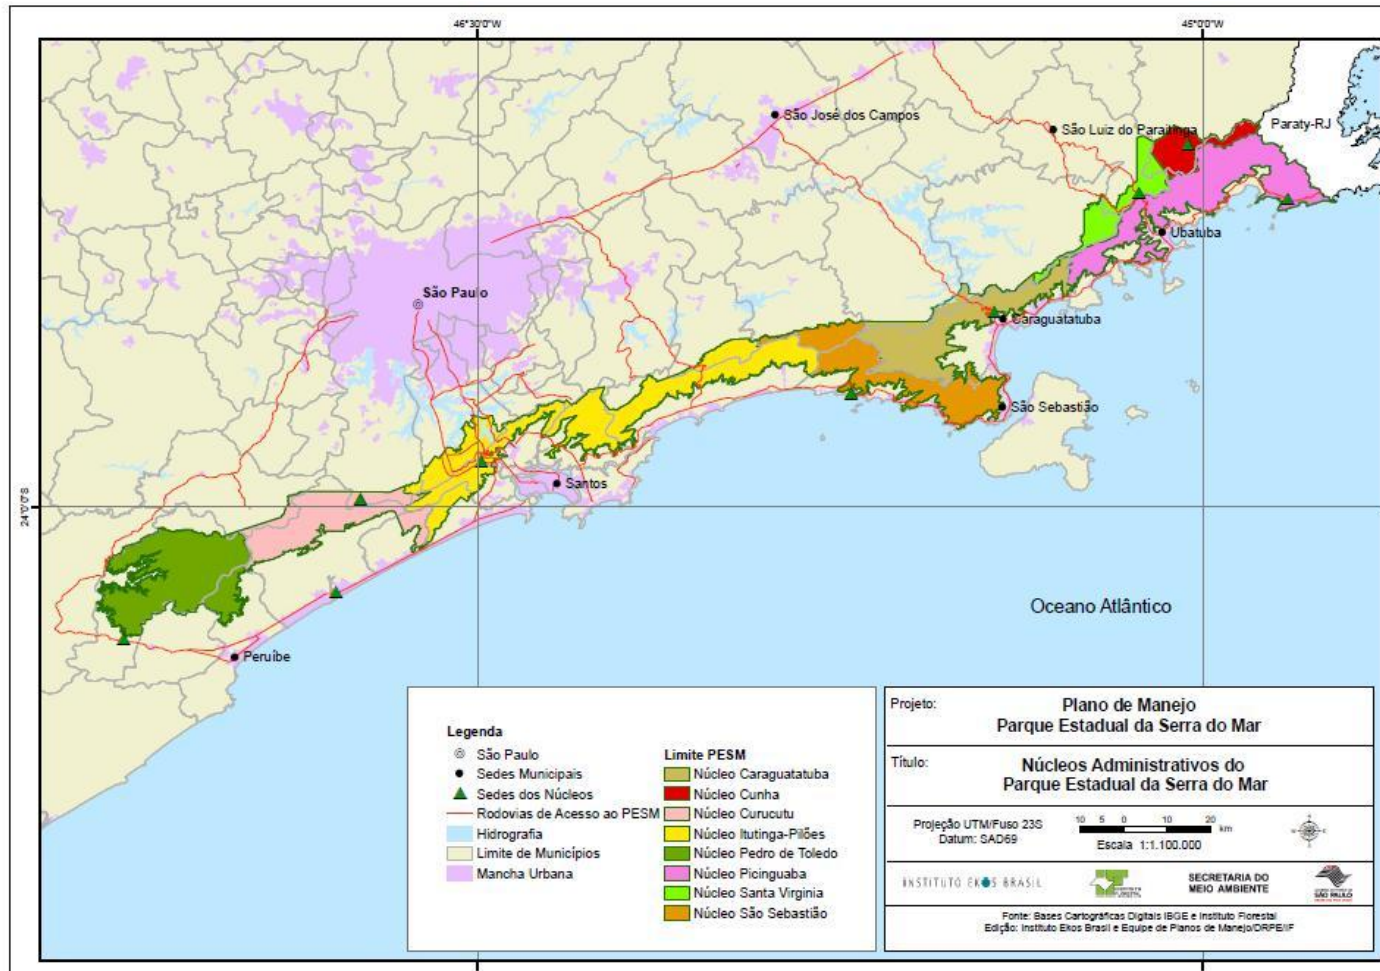 46°30'0"W
45°0'0"W
São José dos Campos
São Luiz do Paraitinga
Paraty-RJ
Ubatuba
São Paulo
Caraguatatuba
São Sebastião
Santos
24°0'0"S
Peruíbe
Oceano Atlântico
Legenda
São Paulo
Sedes Municipais
Sedes dos Núcleos
Rodovias de Acesso ao PESM
Hidrografia
Limite de Municípios
Mancha Urbana
Limite PESM
Núcleo Caraguatatuba
Núcleo Cunha
Núcleo Curucutu
Núcleo Itutinga-Pilões
Núcleo Pedro de Toledo
Núcleo Picinguaba
Núcleo Santa Virginia
Núcleo São Sebastião
Projeto:
Plano de Manejo
Parque Estadual da Serra do Mar
Título:
Núcleos Administrativos do
Parque Estadual da Serra do Mar
Projeção UTM/Fuso 23S
Datum: SAD69
10 5 0 10 20
km
Escala 1:1.100.000
INSTITUTO EKOS BRASIL
SECRETARIA DO
MEIO AMBIENTE
SÃO PAULO
Fonte: Bases Cartográficas Digitais IBGE e Instituto Florestal
Edição: Instituto Ekos Brasil e Equipe de Planos de Manejo/DRPE/IF